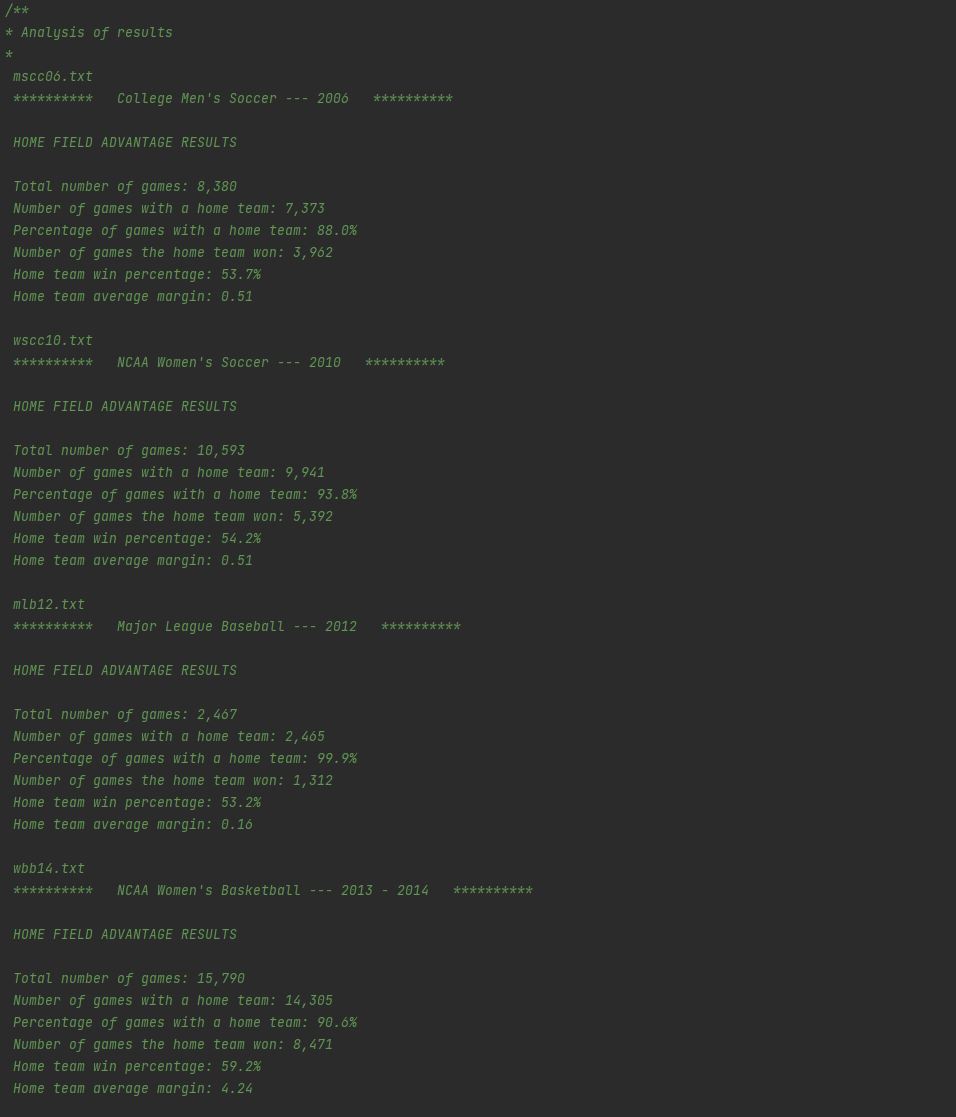 /**
* Analysis of results
*
mscc06.txt
**********   College Men's Soccer --- 2006   **********
HOME FIELD ADVANTAGE RESULTS
Total number of games: 8,380
Number of games with a home team: 7,373
Percentage of games with a home team: 88.0%
Number of games the home team won: 3,962
Home team win percentage: 53.7%
Home team average margin: 0.51
wscc10.txt
**********   NCAA Women's Soccer --- 2010   **********
HOME FIELD ADVANTAGE RESULTS
Total number of games: 10,593
Number of games with a home team: 9,941
Percentage of games with a home team: 93.8%
Number of games the home team won: 5,392
Home team win percentage: 54.2%
Home team average margin: 0.51
mlb12.txt
**********   Major League Baseball --- 2012   **********
HOME FIELD ADVANTAGE RESULTS
Total number of games: 2,467
Number of games with a home team: 2,465
Percentage of games with a home team: 99.9%
Number of games the home team won: 1,312
Home team win percentage: 53.2%
Home team average margin: 0.16
wbb14.txt
**********   NCAA Women's Basketball --- 2013 - 2014   **********
HOME FIELD ADVANTAGE RESULTS
Total number of games: 15,790
Number of games with a home team: 14,305
Percentage of games with a home team: 90.6%
Number of games the home team won: 8,471
Home team win percentage: 59.2%
Home team average margin: 4.24